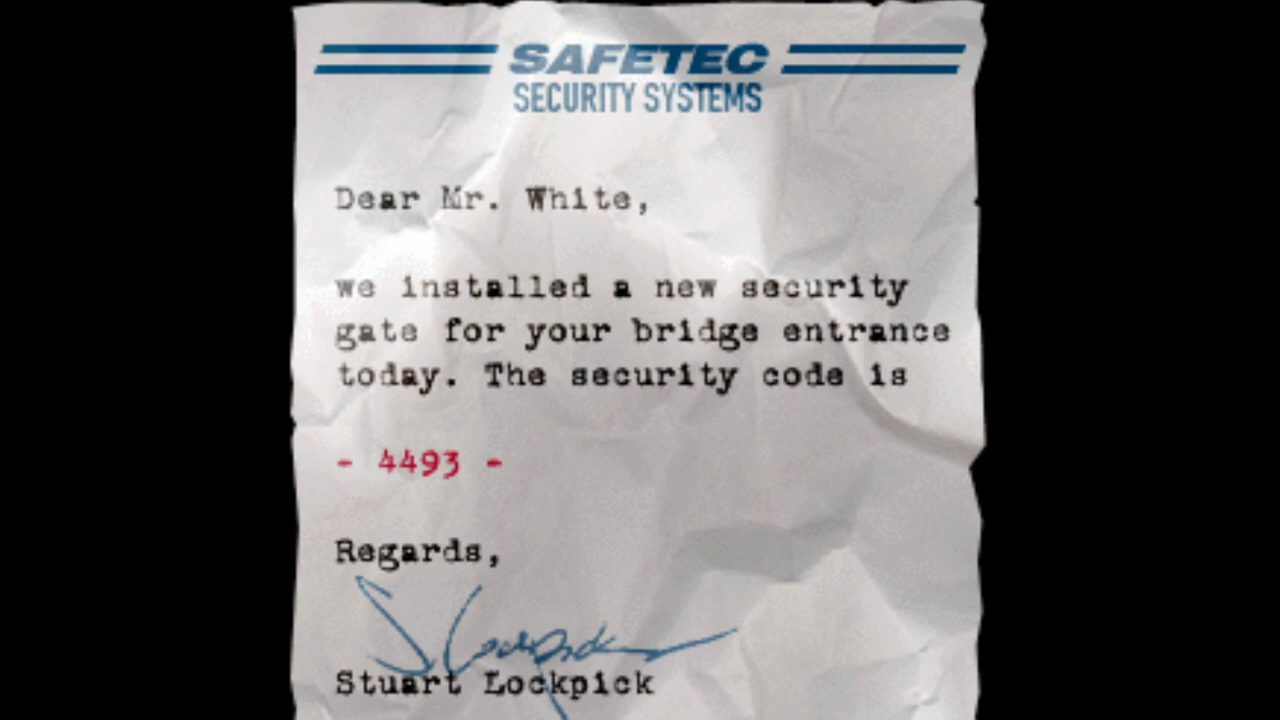 SAFETEC
SECURITY SYSTEMS
Dear Mr. White,
we installed a new security
gate for your bridge entrance
today. The security code is
- 4493 -
Regards,
Stuart Lockpick